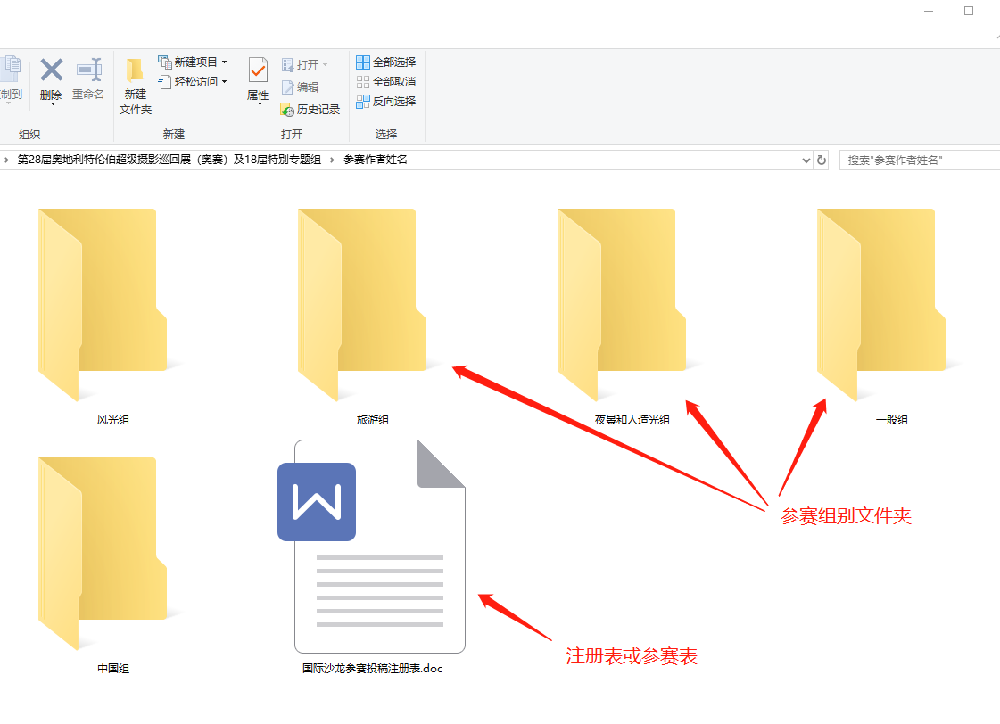 制到
删除
重命名
组织
新建
文件夹
新建项目
轻松访问
新建
属性
打开
编辑
历史记录
打开
全部选择
全部取消
反向选择
选择
第28届奥地利特伦伯超级摄影巡回展（奥赛）及18届特别专题组 › 参赛作者姓名
搜索"参赛作者姓名"
风光组
旅游组
夜景和人造光组
一般组
参赛组别文件夹
W
注册表或参赛表
中国组
国际沙龙参赛投稿注册表.doc